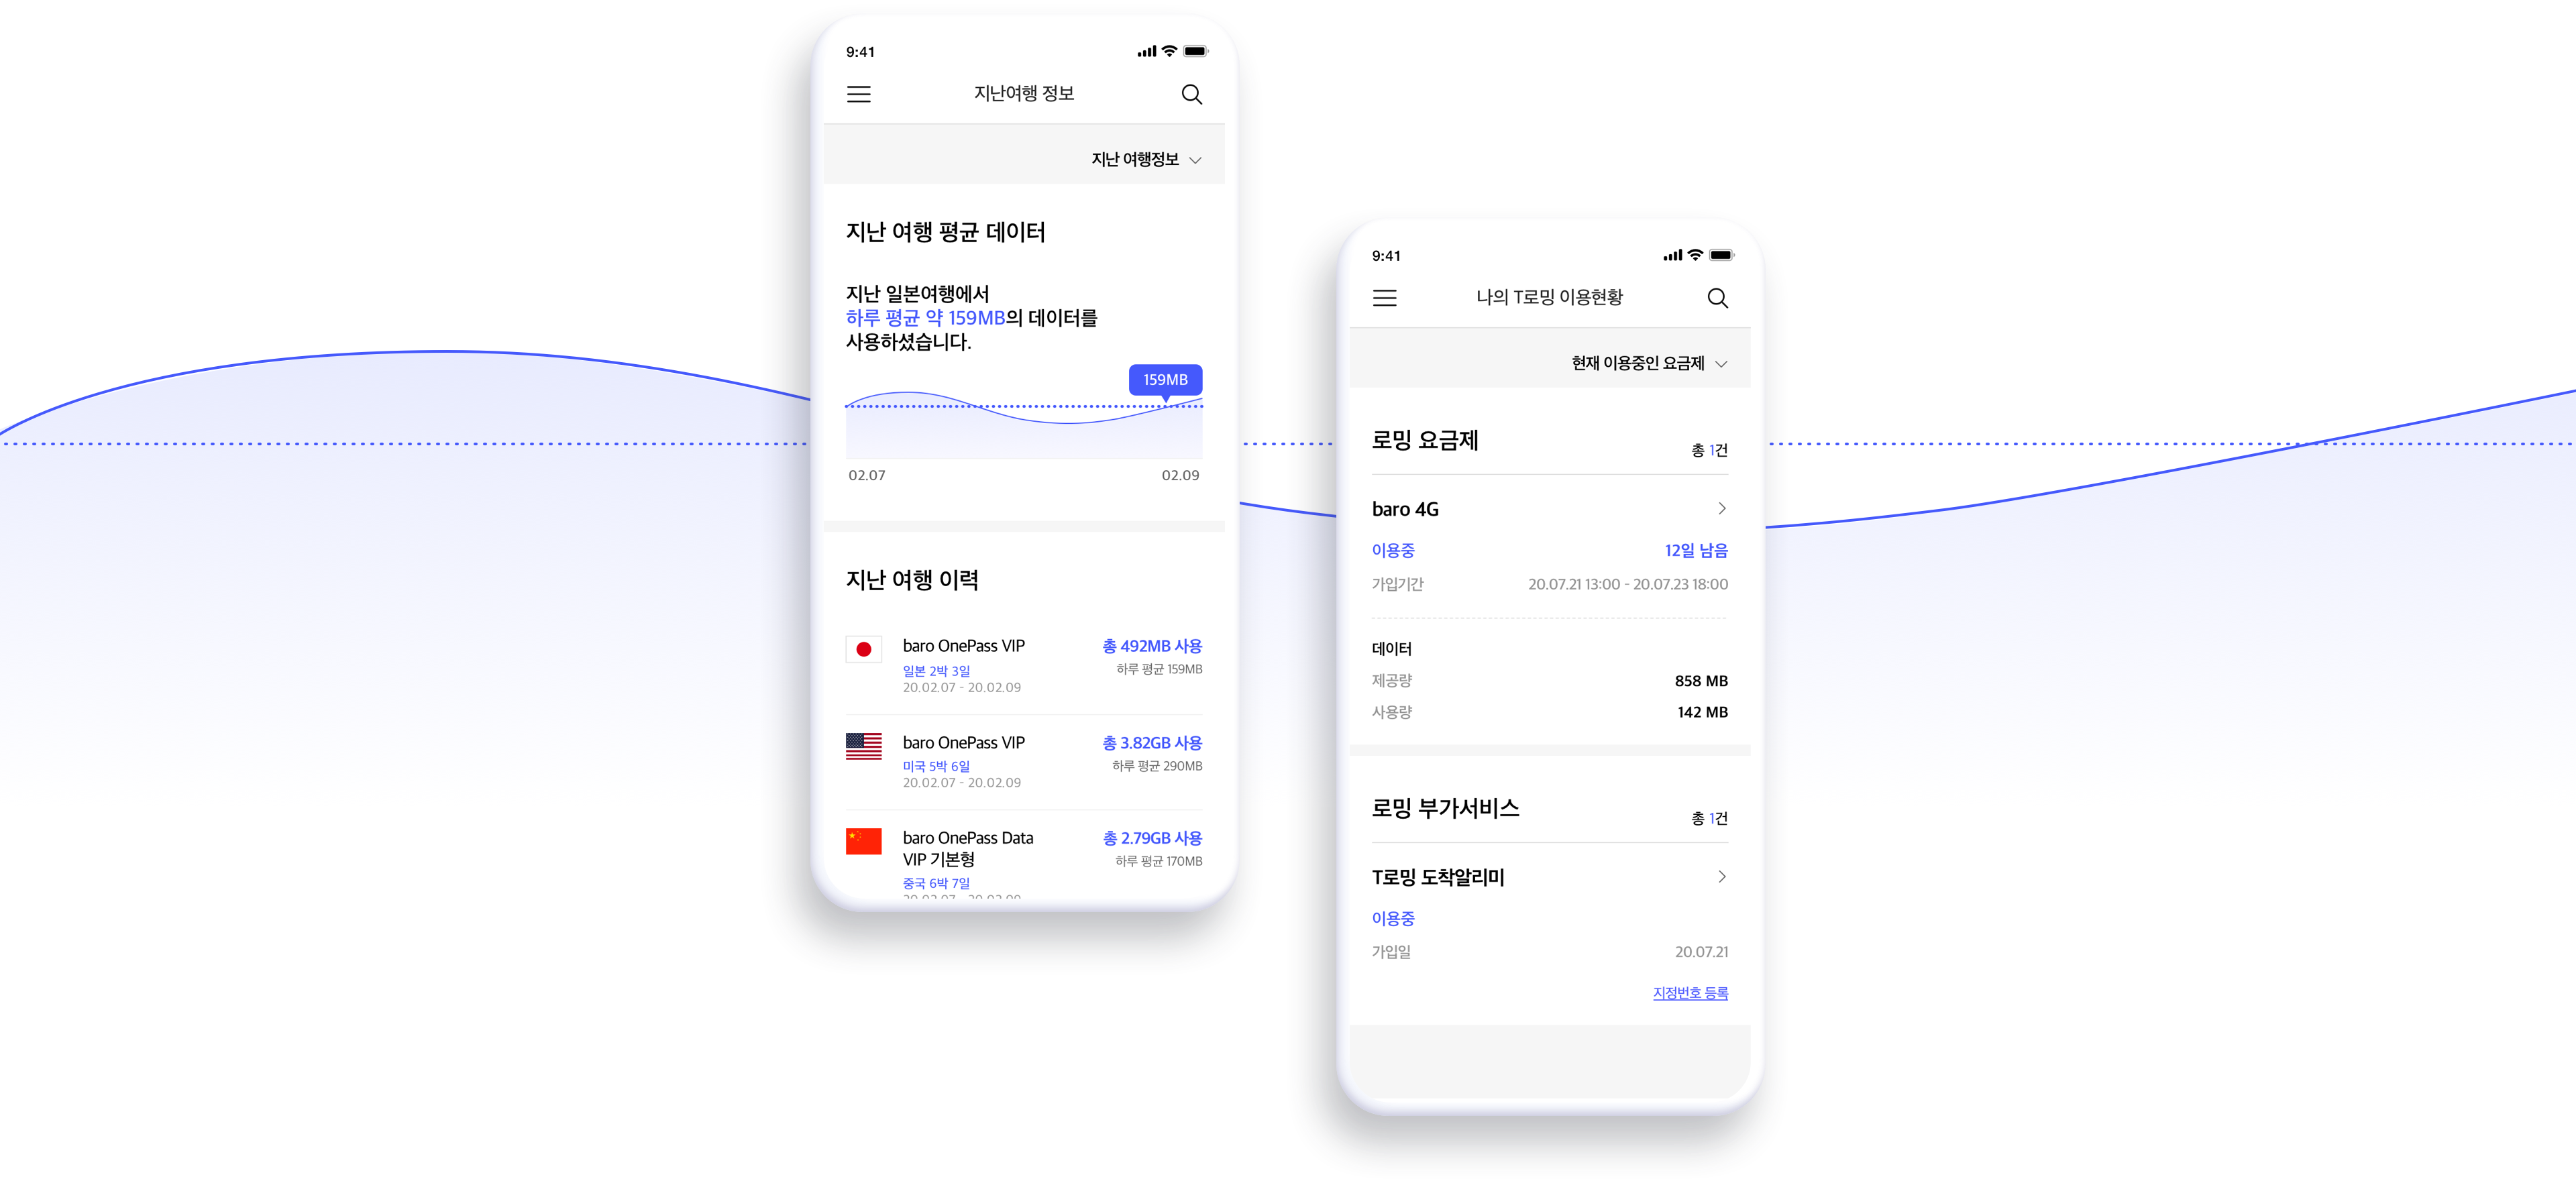 9:41
지난여행 정보
지난 여행정보
지난 여행 평균 데이터
지난 일본여행에서
하루 평균 약 159MB의 데이터를
사용하셨습니다.
159MB
02.07
02.09
지난 여행 이력
baro OnePass VIP
총 492MB 사용
일본 2박 3일
하루 평균 159MB
20.02.07 - 20.02.09
baro OnePass VIP
총 3.82GB 사용
미국 5박 6일
하루 평균 290MB
20.02.07 - 20.02.09
baro OnePass Data
VIP 기본형
총 2.79GB 사용
하루 평균 170MB
중국 6박 7일
9:41
나의 T로밍 이용현황
현재 이용중인 요금제
로밍 요금제
총 1건
baro 4G
이용중
12일 남음
가입기간
20.07.21 13:00 - 20.07.23 18:00
데이터
제공량
858 MB
사용량
142 MB
로밍 부가서비스
총 1건
T로밍 도착알리미
이용중
가입일
20.07.21
지정번호 등록